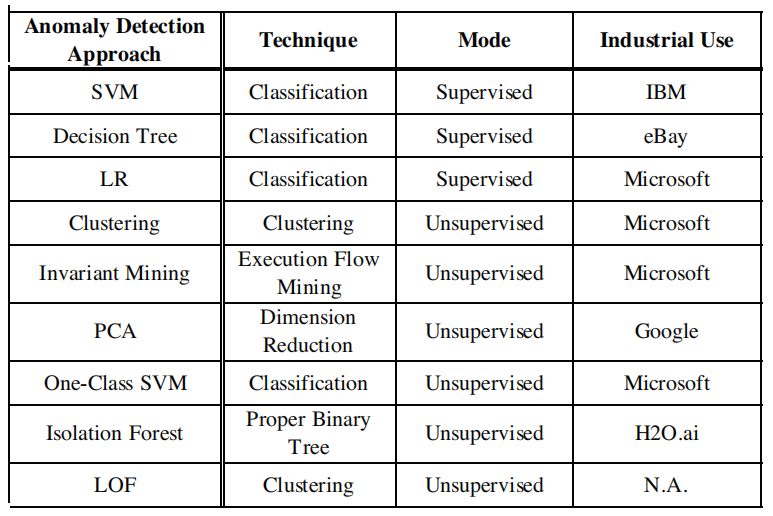 Anomaly Detection Approach Technique Mode Industrial Use
SVM Classification Supervised IBM
Decision Tree Classification Supervised eBay
LR Classification Supervised Microsoft
Clustering Clustering Unsupervised Microsoft
Invariant Mining Execution Flow Mining Unsupervised Microsoft
PCA Dimension Reduction Unsupervised Google
One-Class SVM Classification Unsupervised Microsoft
Isolation Forest Proper Binary Tree Unsupervised H2O.ai
LOF Clustering Unsupervised N.A.